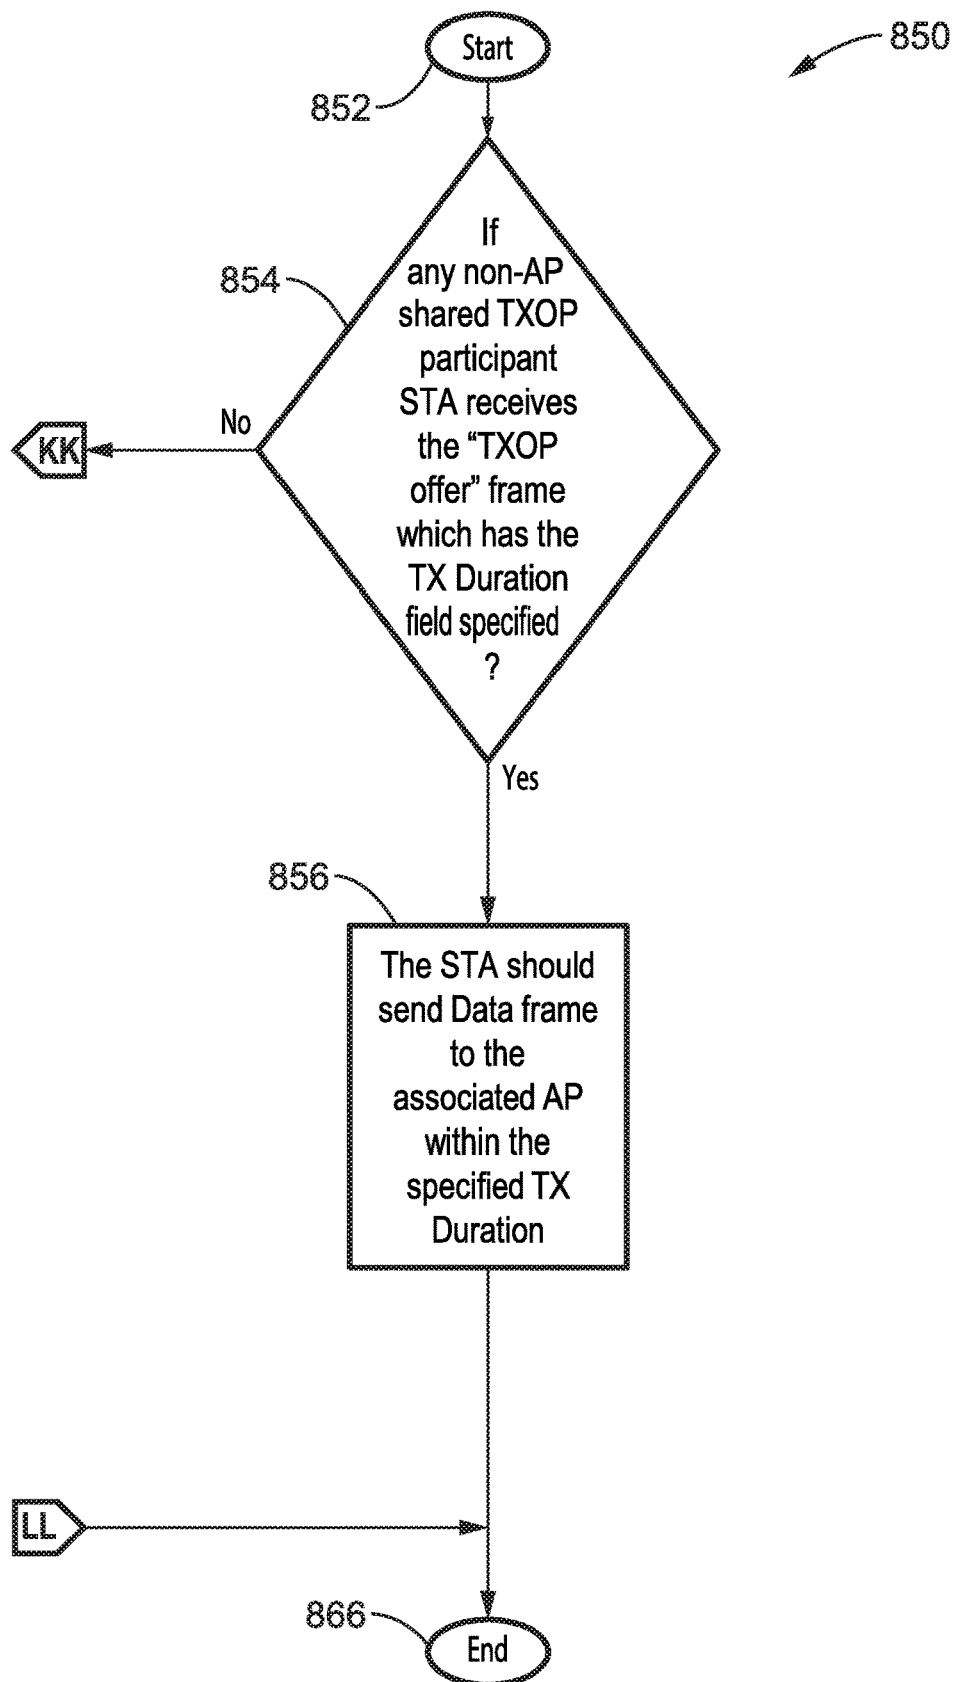 Start
850
852
If
any non-AP
shared TXOP
participant
STA receives
the “TXOP
offer” frame
which has the
TX Duration
field specified
?
854
No
KK
Yes
856
The STA should
send Data frame
to the
associated AP
within the
specified TX
Duration
LL
866
End